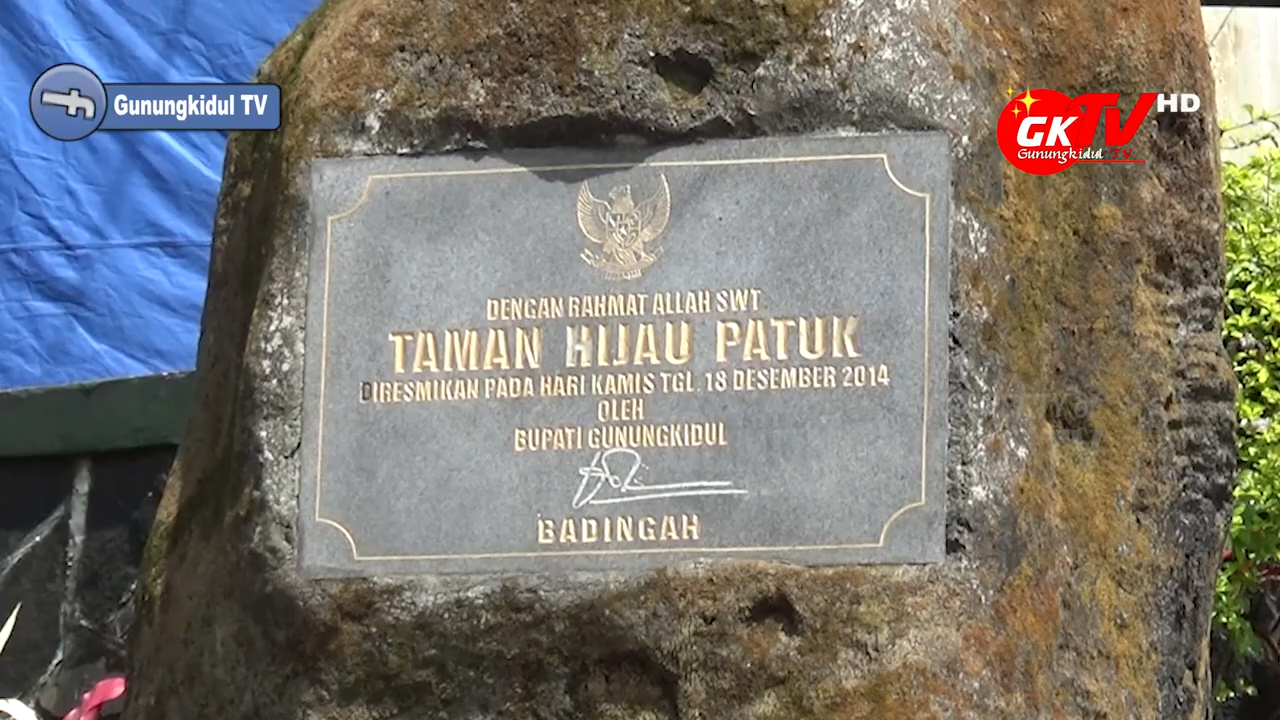 Gunungkidul TV
GKTV HD
Gunungkidul TV
DENGAN RAHMAT ALLAH SWT
TAMAN HIJAU PATUK
DIRESMIKAN PADA HARI KAMIS TGL. 18 DESEMBER 2014
OLEH
BUPATI GUNUNGKIDUL
BADINGAH